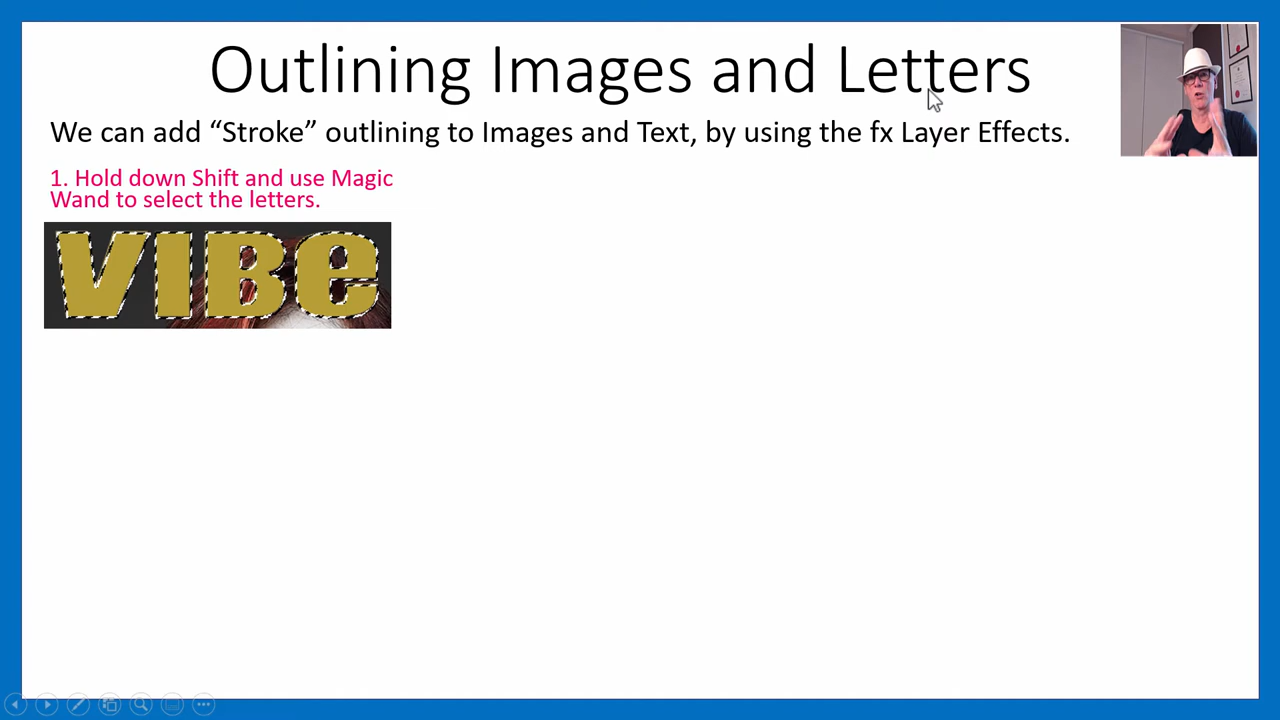 Outlining Images and Letters
We can add “Stroke” outlining to Images and Text, by using the fx Layer Effects.
1. Hold down Shift and use Magic
Wand to select the letters.
VIBe